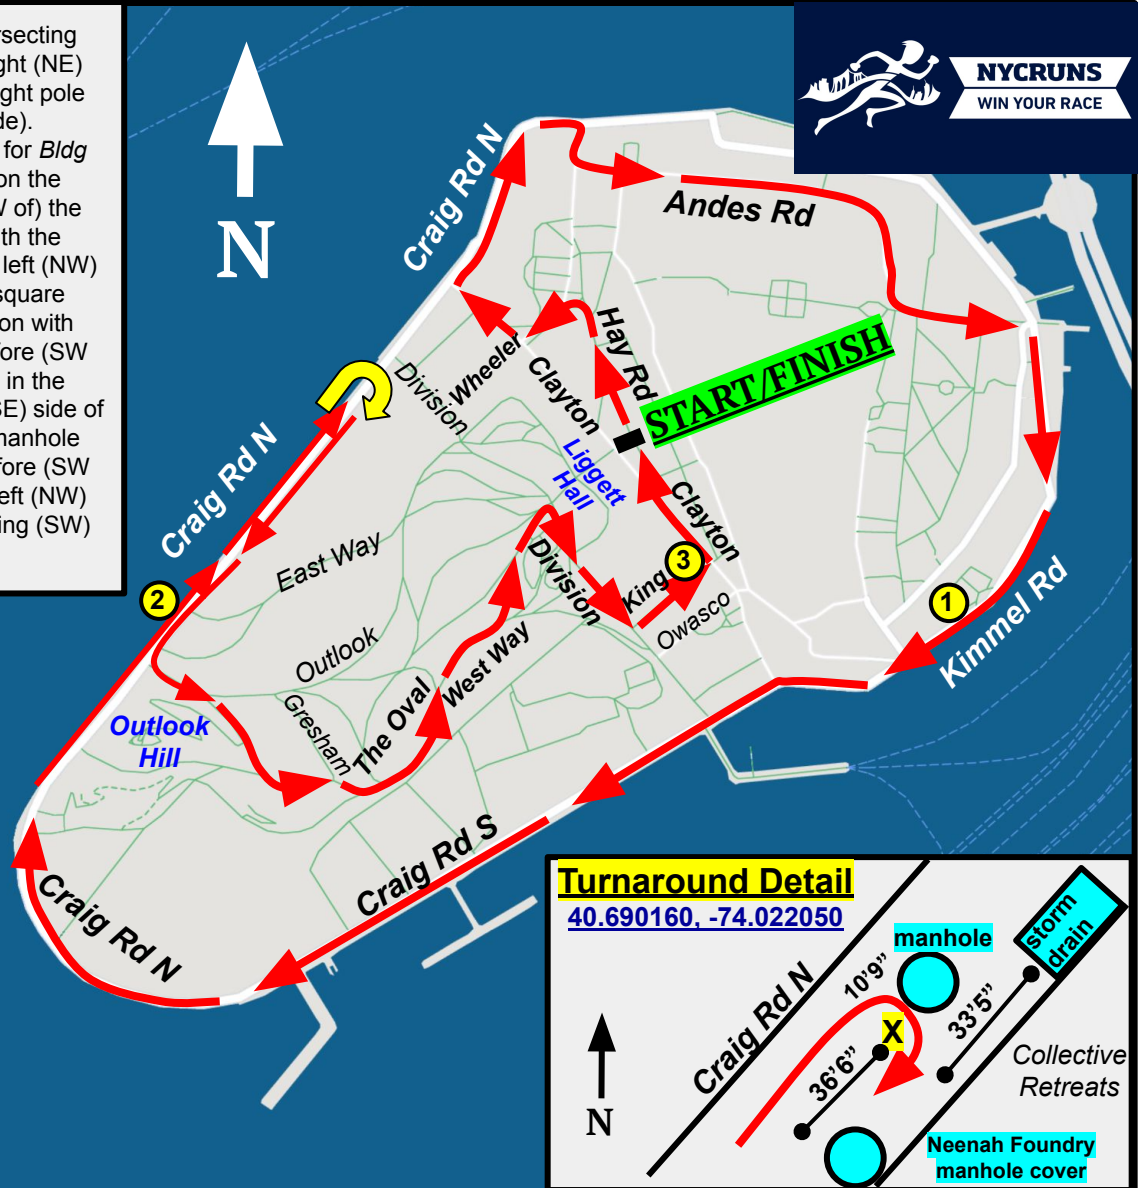 rsecting
ght (NE)
ght pole
de).
for Bldg
on the
of) the
th the
left (NW)
square
on with
fore (SW
in the
SE) side of
manhole
fore (SW
eft (NW)
ing (SW)
NYCRUNS
WIN YOUR RACE
N
Craig Rd N
Andes Rd
Hay Rd
START/FINISH
Wheeler
Division
Clayton
Liggett
Hall
Craig Rd N
Clayton
East Way
Division
3
King
2
1
Owasco
Kimmel Rd
Outlook
West Way
Gresham
The Oval
Outlook
Hill
Craig Rd S
Craig Rd N
Turnaround Detail
40.690160, -74.022050
manhole
storm
drain
10'9"
33'5"
X
Craig Rd N
36'6"
Collective
Retreats
N
Neenah Foundry
manhole cover